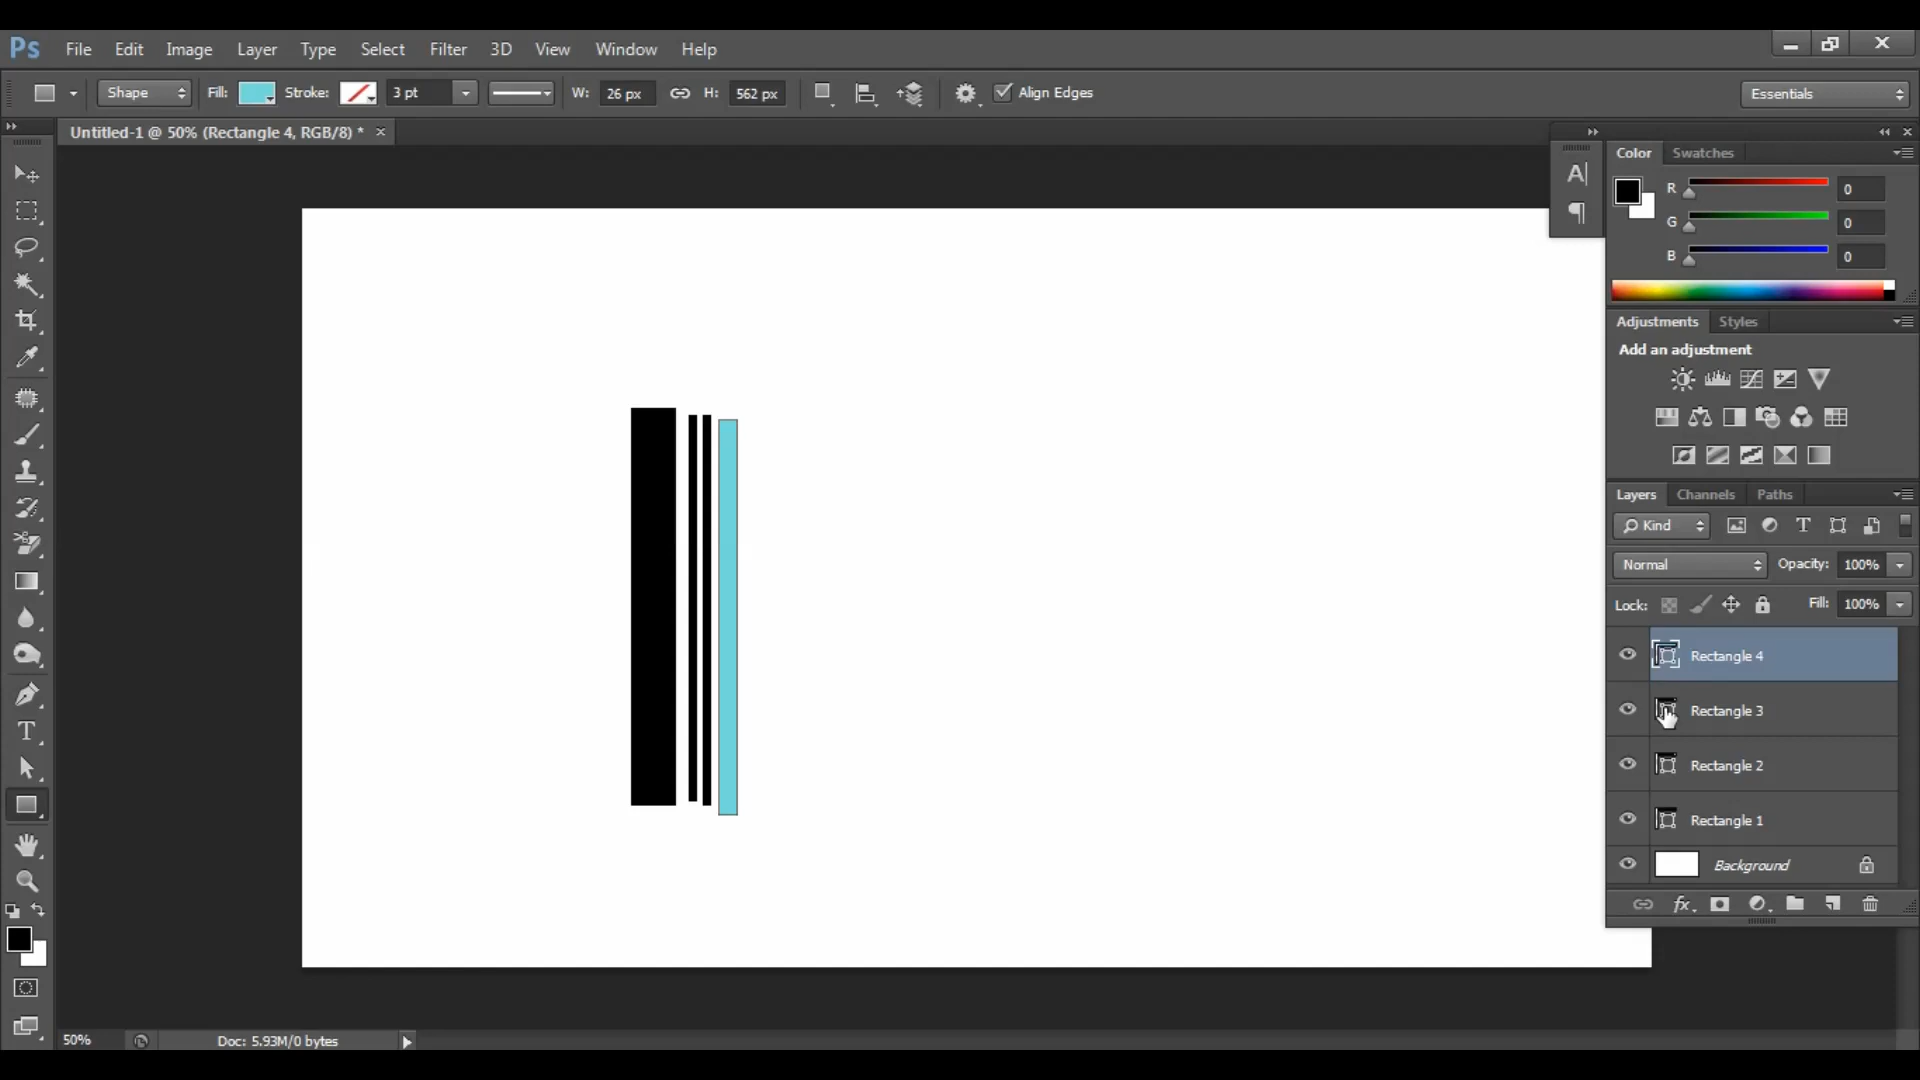 Ps File Edit Image Layer Type Select Filter 3D View Window Help
Shape Fill: Stroke: 3 pt W: 26 px H: 562 px Align Edges Essentials
Untitled-1 @ 50% (Rectangle 4, RGB/8) * ×
Color Swatches
R 0
G 0
B 0
Adjustments Styles
Add an adjustment
Layers Channels Paths
Kind
Normal Opacity: 100%
Lock: Fill: 100%
Rectangle 4
Rectangle 3
Rectangle 2
Rectangle 1
Background
50% Doc: 5.93M/0 bytes